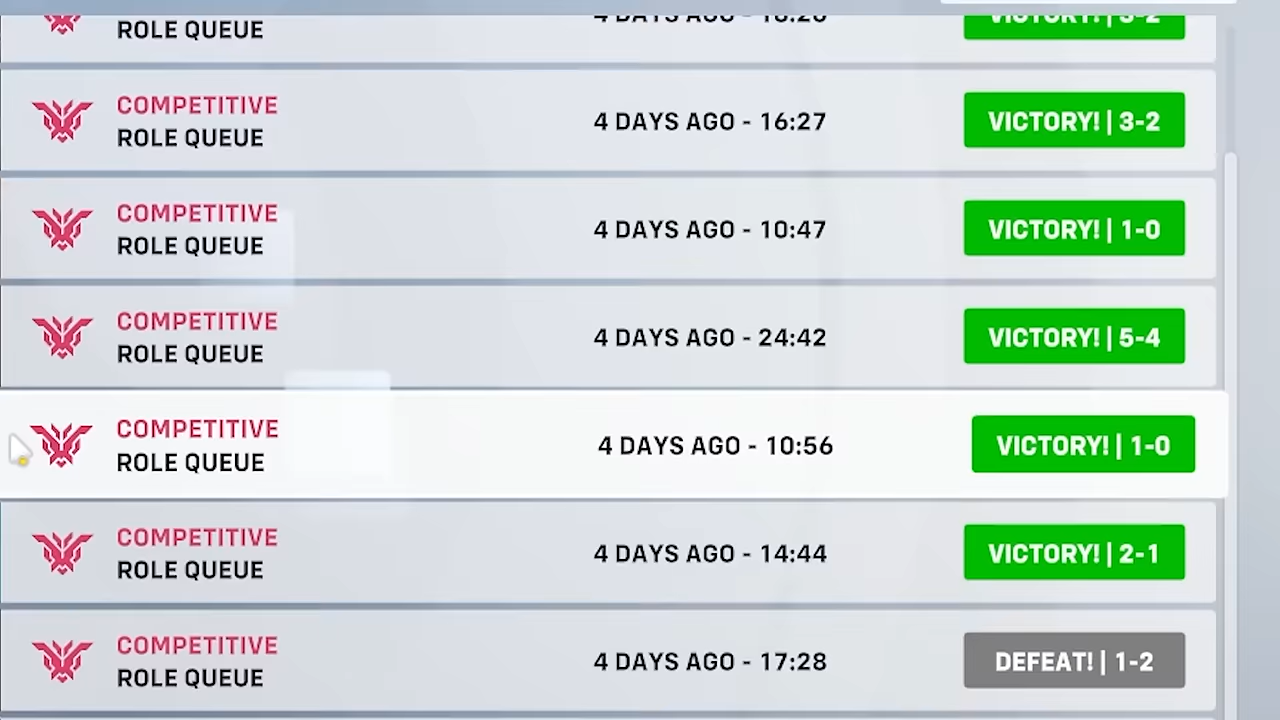 ROLE QUEUE
COMPETITIVE
ROLE QUEUE
4 DAYS AGO - 16:27
VICTORY! | 3-2
COMPETITIVE
ROLE QUEUE
4 DAYS AGO - 10:47
VICTORY! | 1-0
COMPETITIVE
ROLE QUEUE
4 DAYS AGO - 24:42
VICTORY! | 5-4
COMPETITIVE
ROLE QUEUE
4 DAYS AGO - 10:56
VICTORY! | 1-0
COMPETITIVE
ROLE QUEUE
4 DAYS AGO - 14:44
VICTORY! | 2-1
COMPETITIVE
ROLE QUEUE
4 DAYS AGO - 17:28
DEFEAT! | 1-2